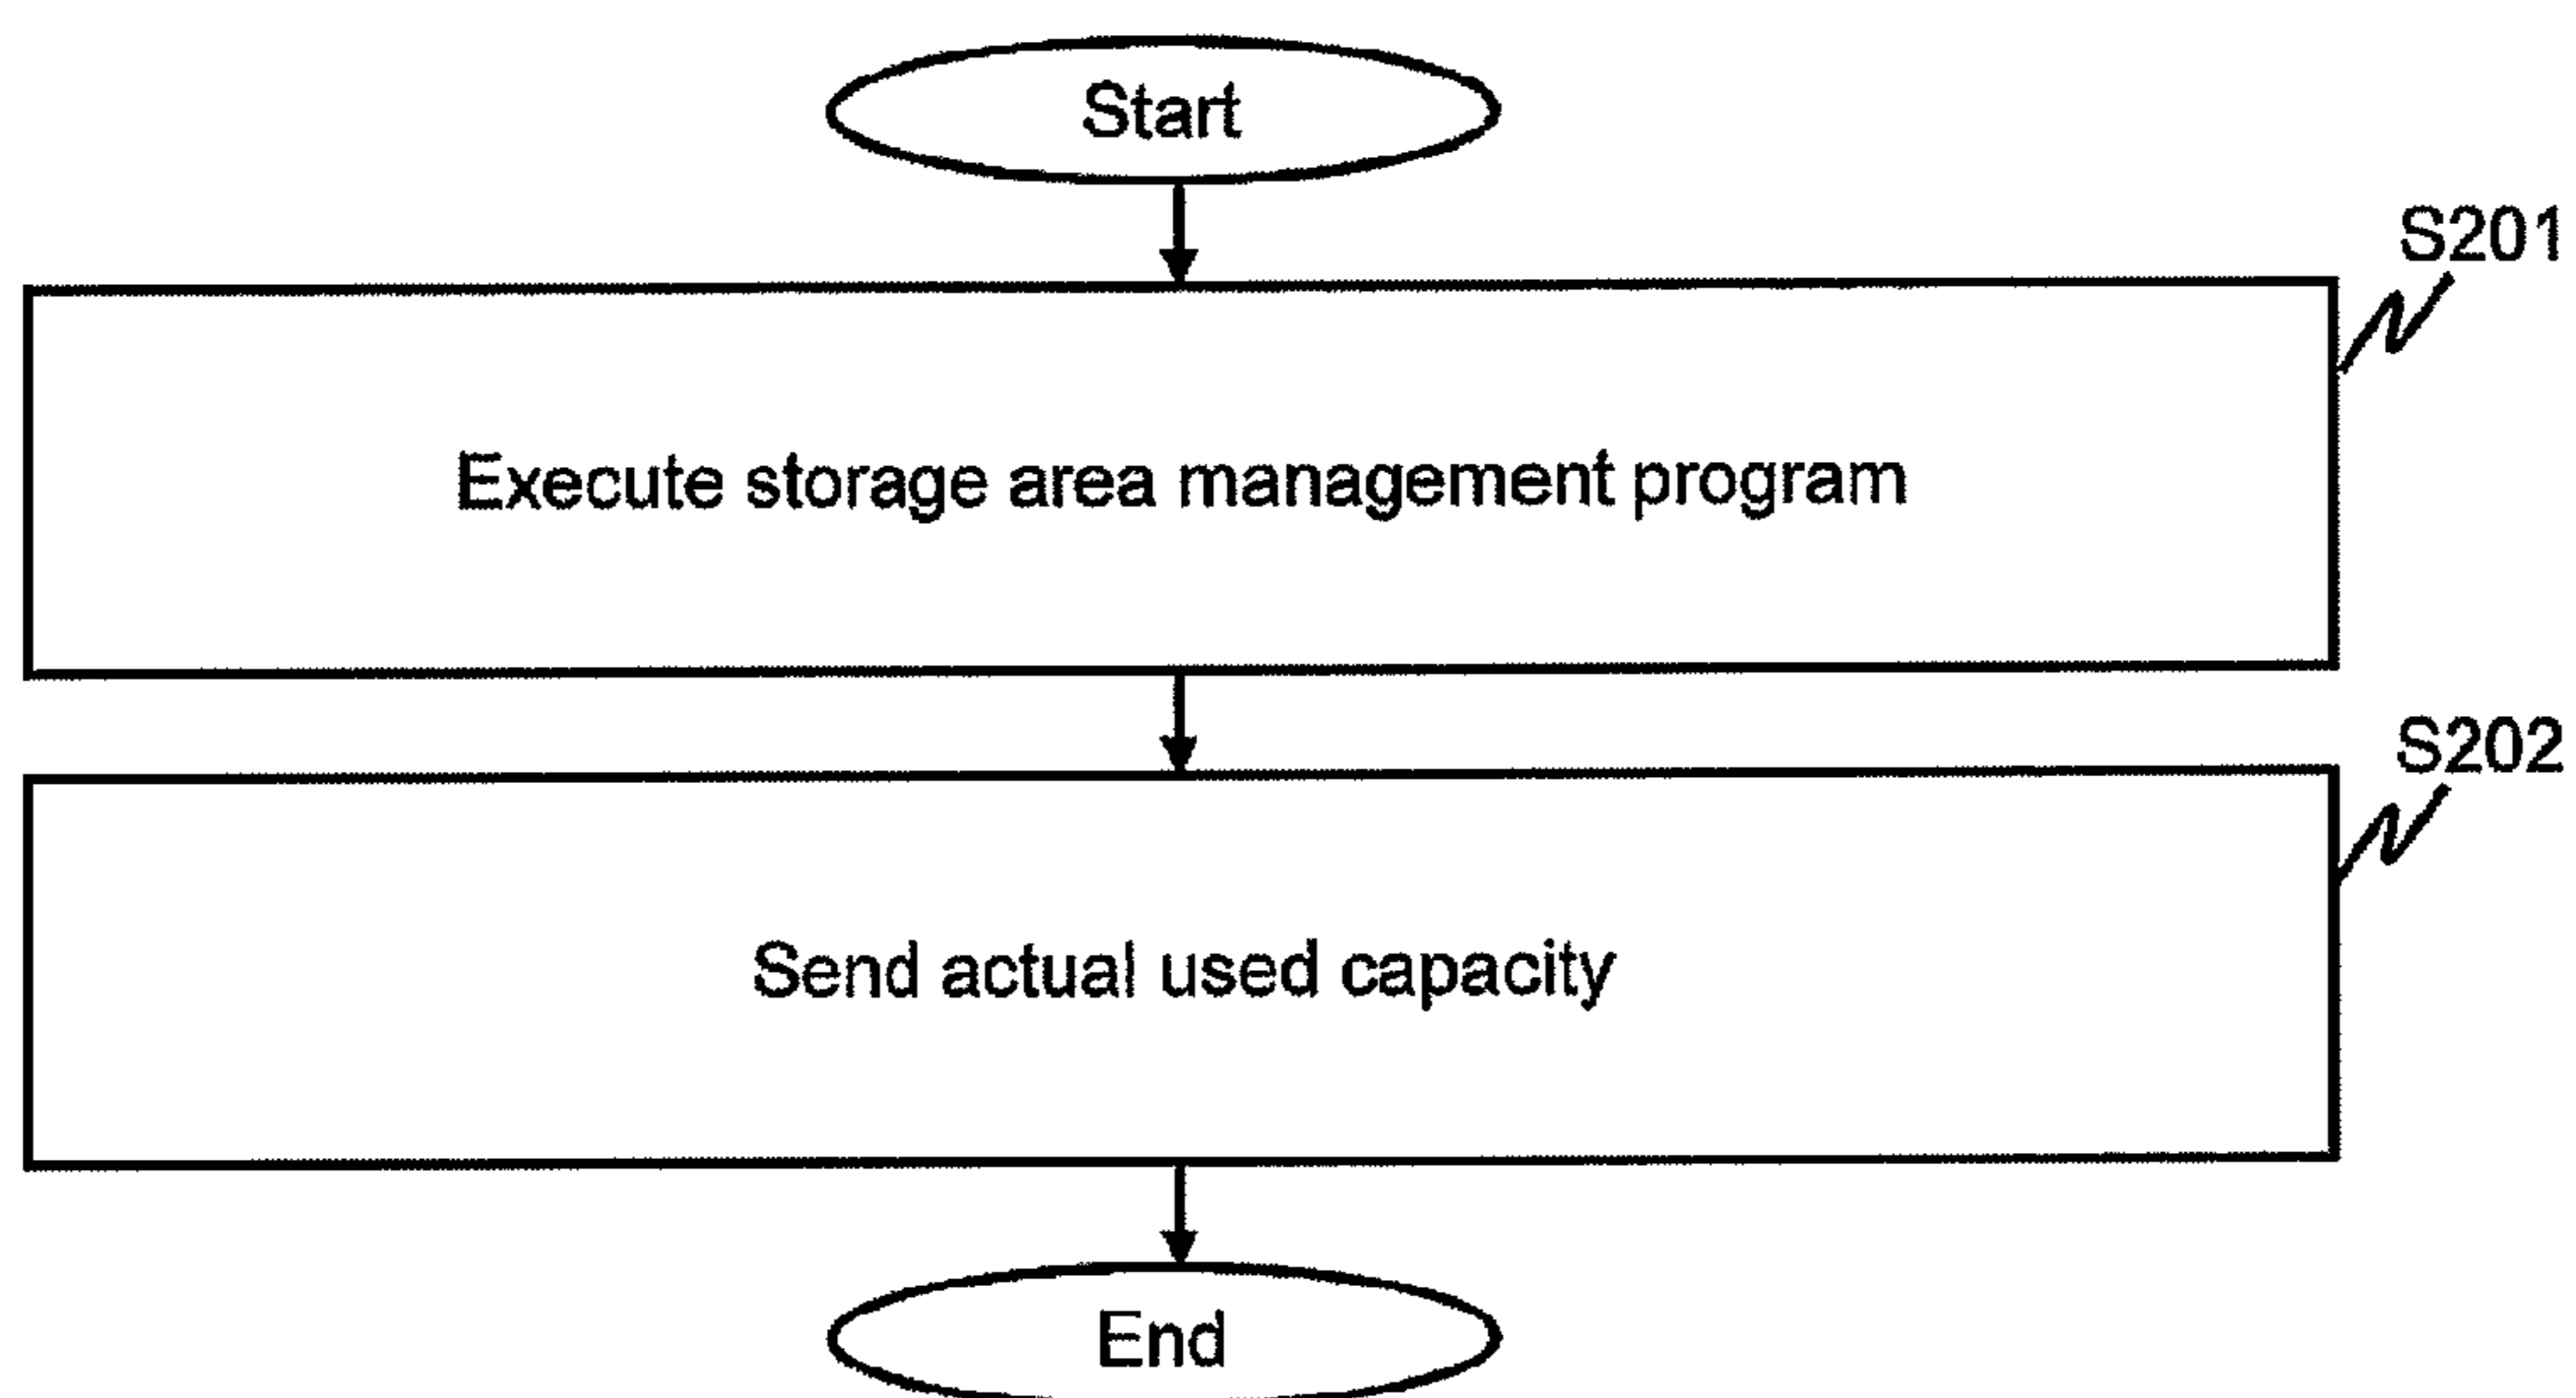 Start
S201
Execute storage area management program
S202
Send actual used capacity
End